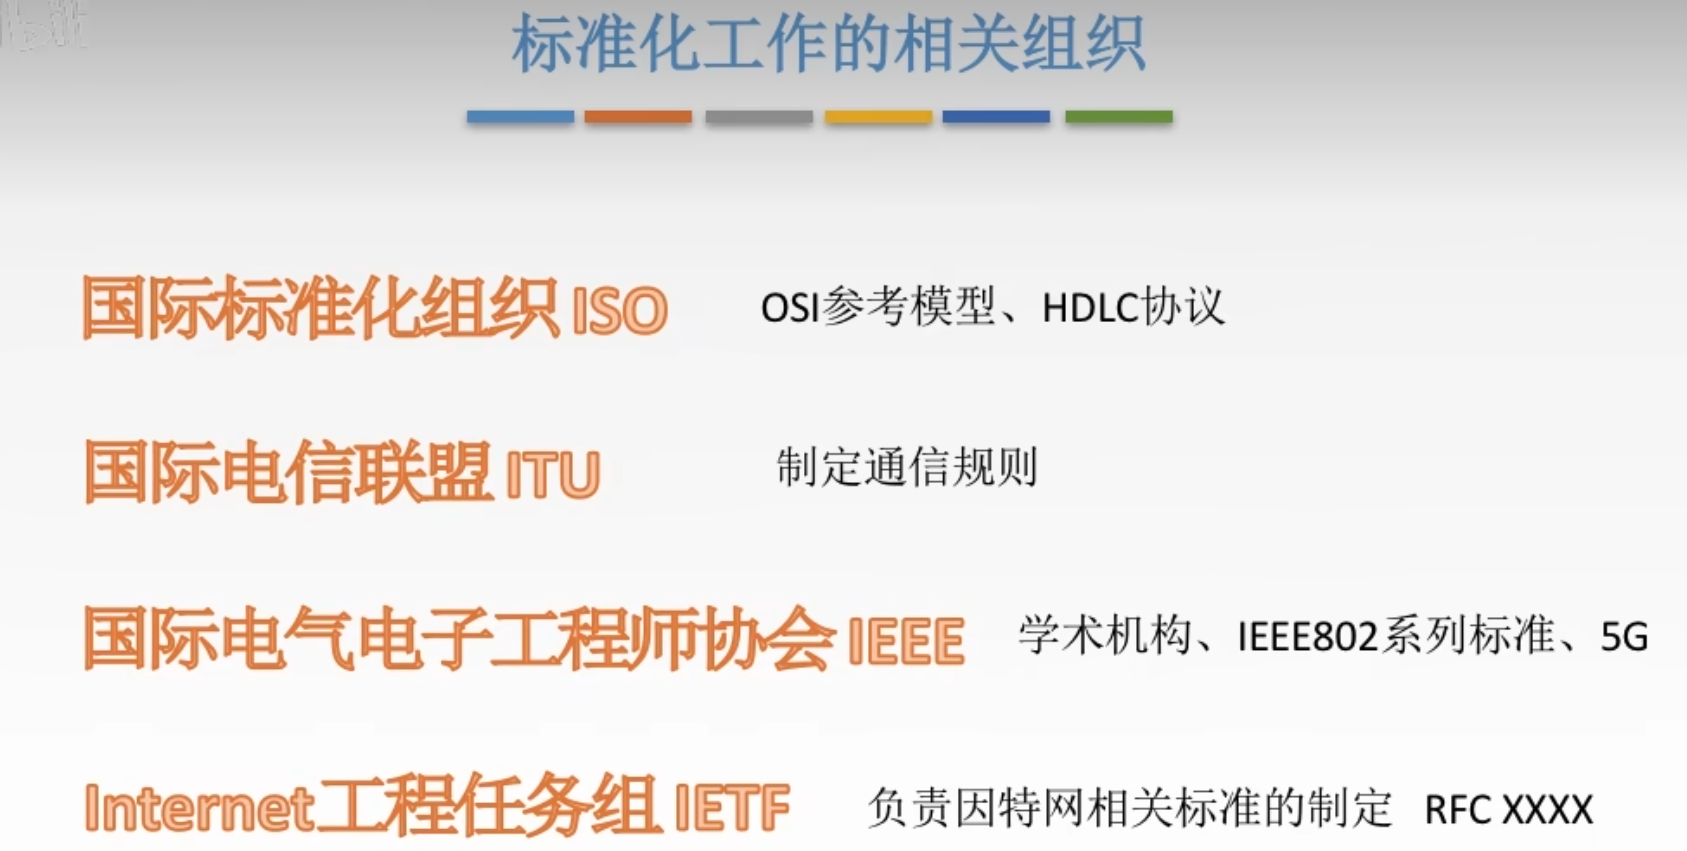 标准化工作的相关组织
国际标准化组织 ISO OSI参考模型、HDLC协议
国际电信联盟 ITU 制定通信规则
国际电气电子工程师协会 IEEE 学术机构、IEEE802系列标准、5G
Internet工程任务组 IETF 负责因特网相关标准的制定 RFC XXXX